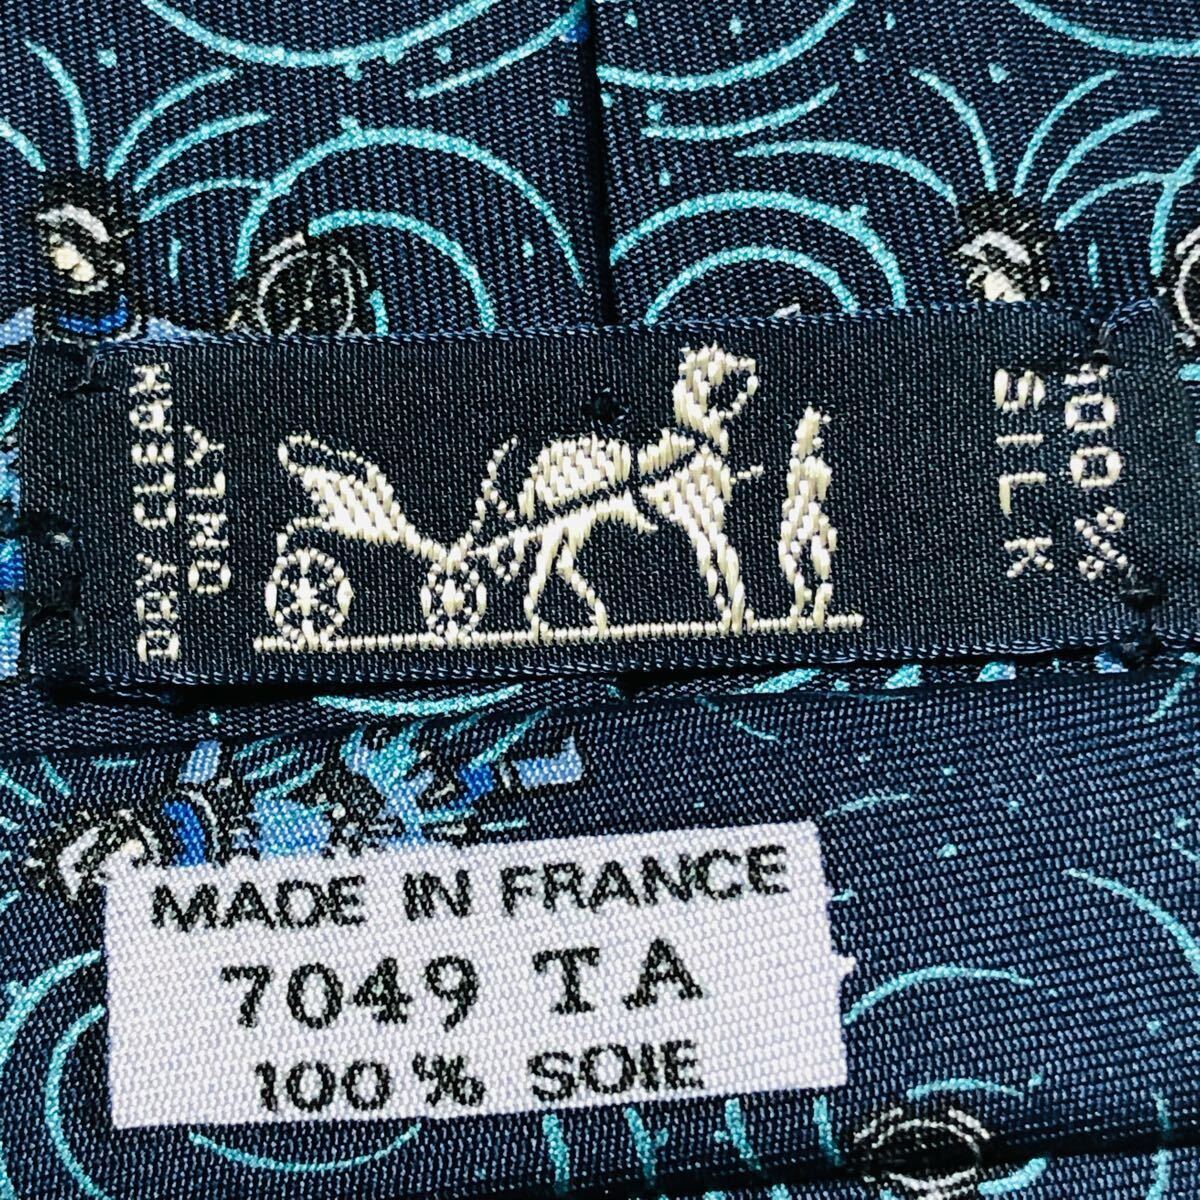 DRY CLEAN
ONLY
100%
SILK
MADE IN FRANCE
7049 TA
100% SOIE